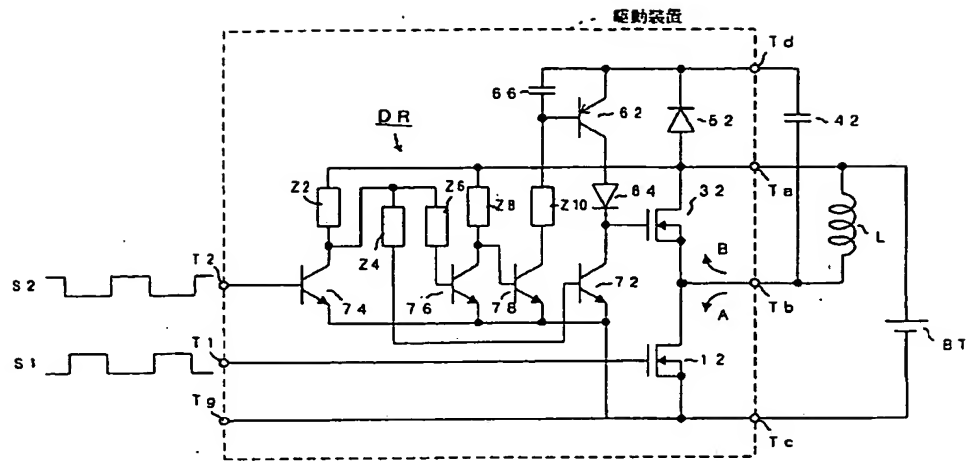 駆動装置
Td
66
62
52
42
DR
Z2
Z6
Z8
Z10
64
Ta
32
L
Z4
B
S2
T2
74
76
78
72
A
Tb
BT
S1
T1
12
Tg
Tc